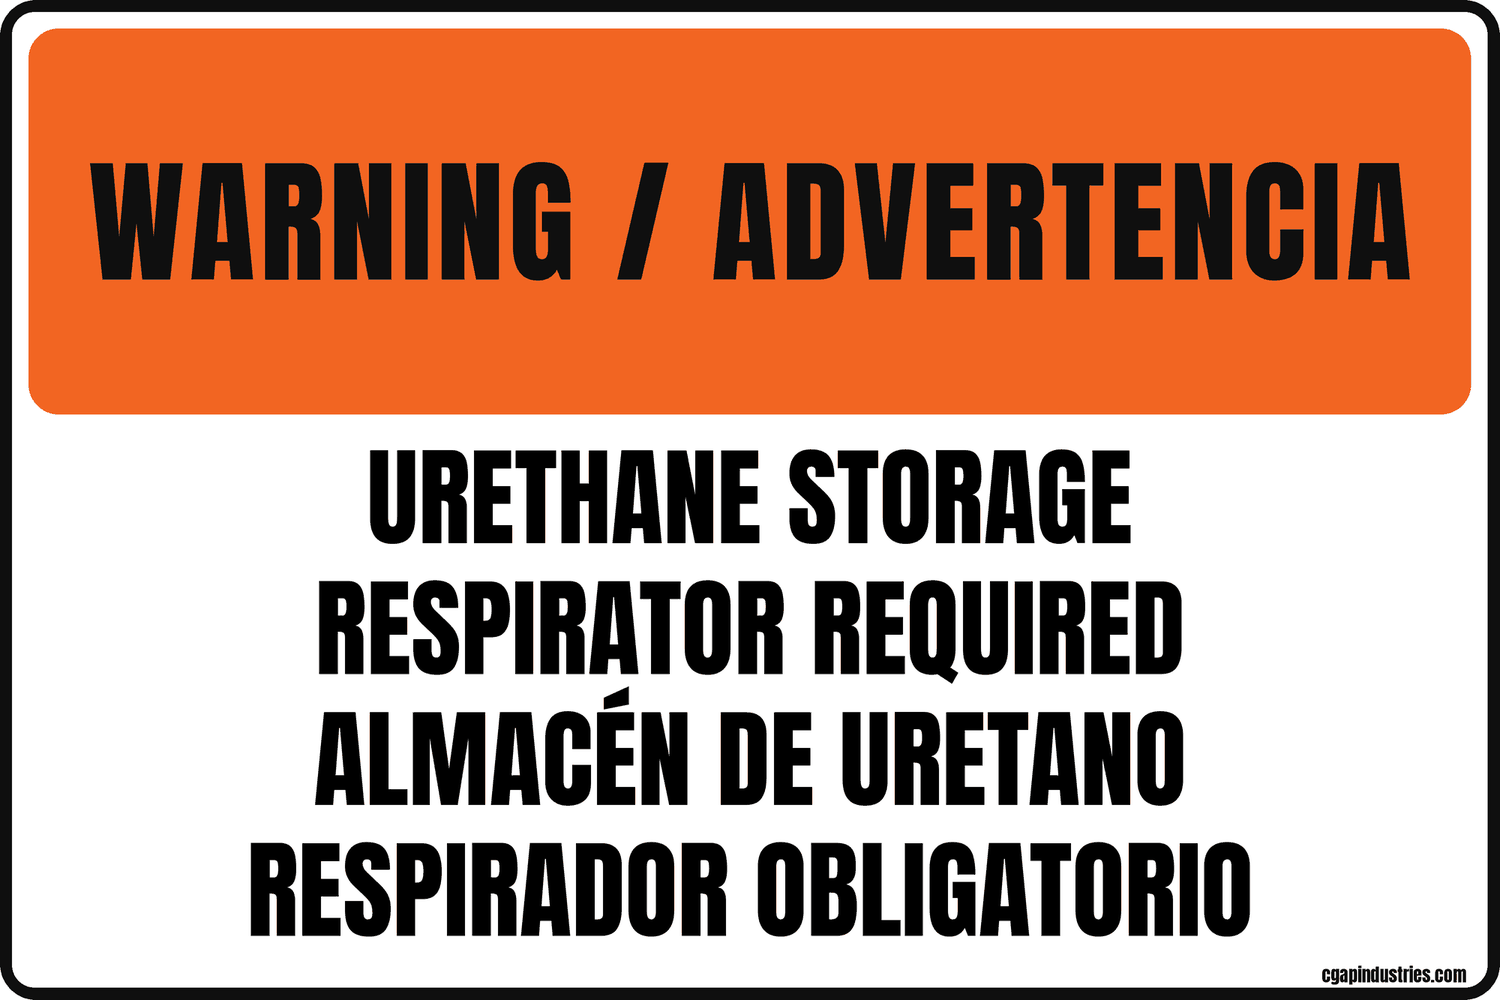 WARNING / ADVERTENCIA
URETHANE STORAGE
RESPIRATOR REQUIRED
ALMACÉN DE URETANO
RESPIRADOR OBLIGATORIO
cgapindustries.com